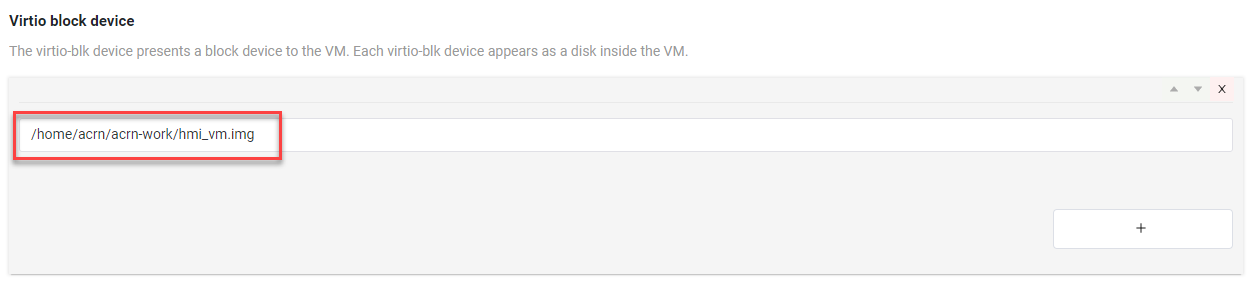 Virtio block device
The virtio-blk device presents a block device to the VM. Each virtio-blk device appears as a disk inside the VM.
▲ ▼ X
/home/acrn/acrn-work/hmi_vm.img
+